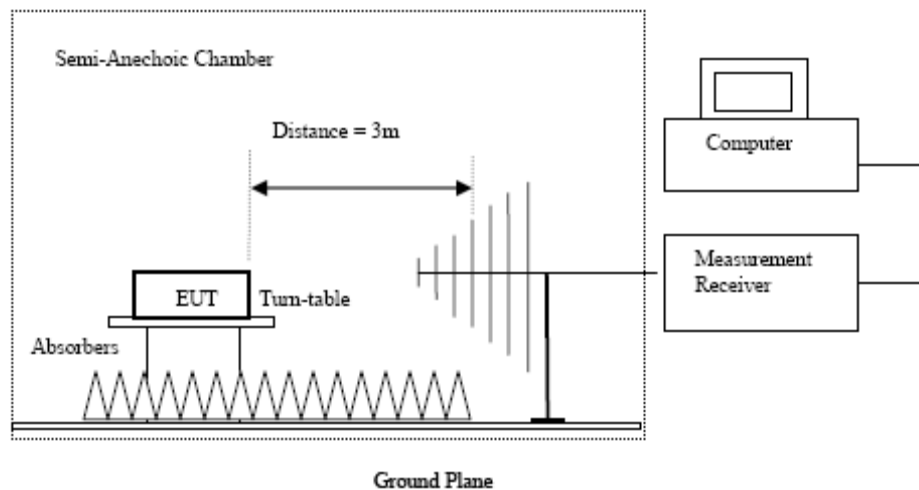 Semi-Anechoic Chamber
Distance = 3m
Computer
Measurement
Receiver
EUT
Turn-table
Absorbers
Ground Plane